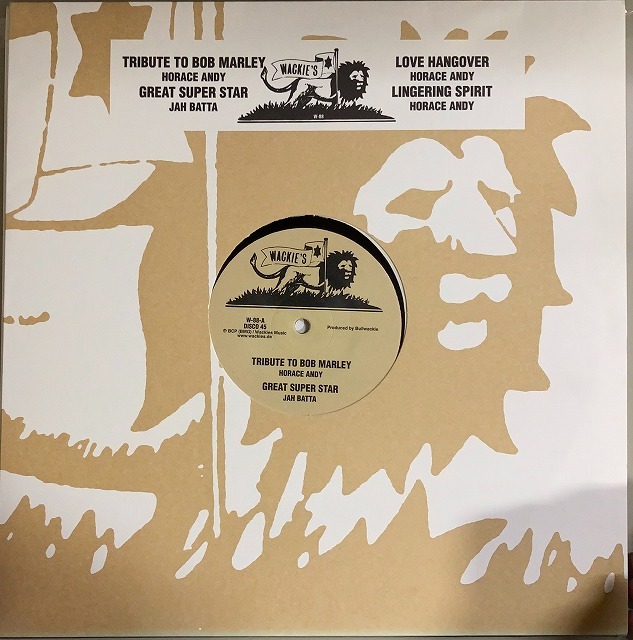 TRIBUTE TO BOB MARLEY
HORACE ANDY
GREAT SUPER STAR
JAH BATTA
WACKIE'S
W-88
LOVE HANGOVER
HORACE ANDY
LINGERING SPIRIT
HORACE ANDY
WACKIE'S
W-88-A
DISCO 45
℗ BCP (BMG) / Wackies Music
www.wackies.de
Produced by Bullwackie
TRIBUTE TO BOB MARLEY
HORACE ANDY
GREAT SUPER STAR
JAH BATTA